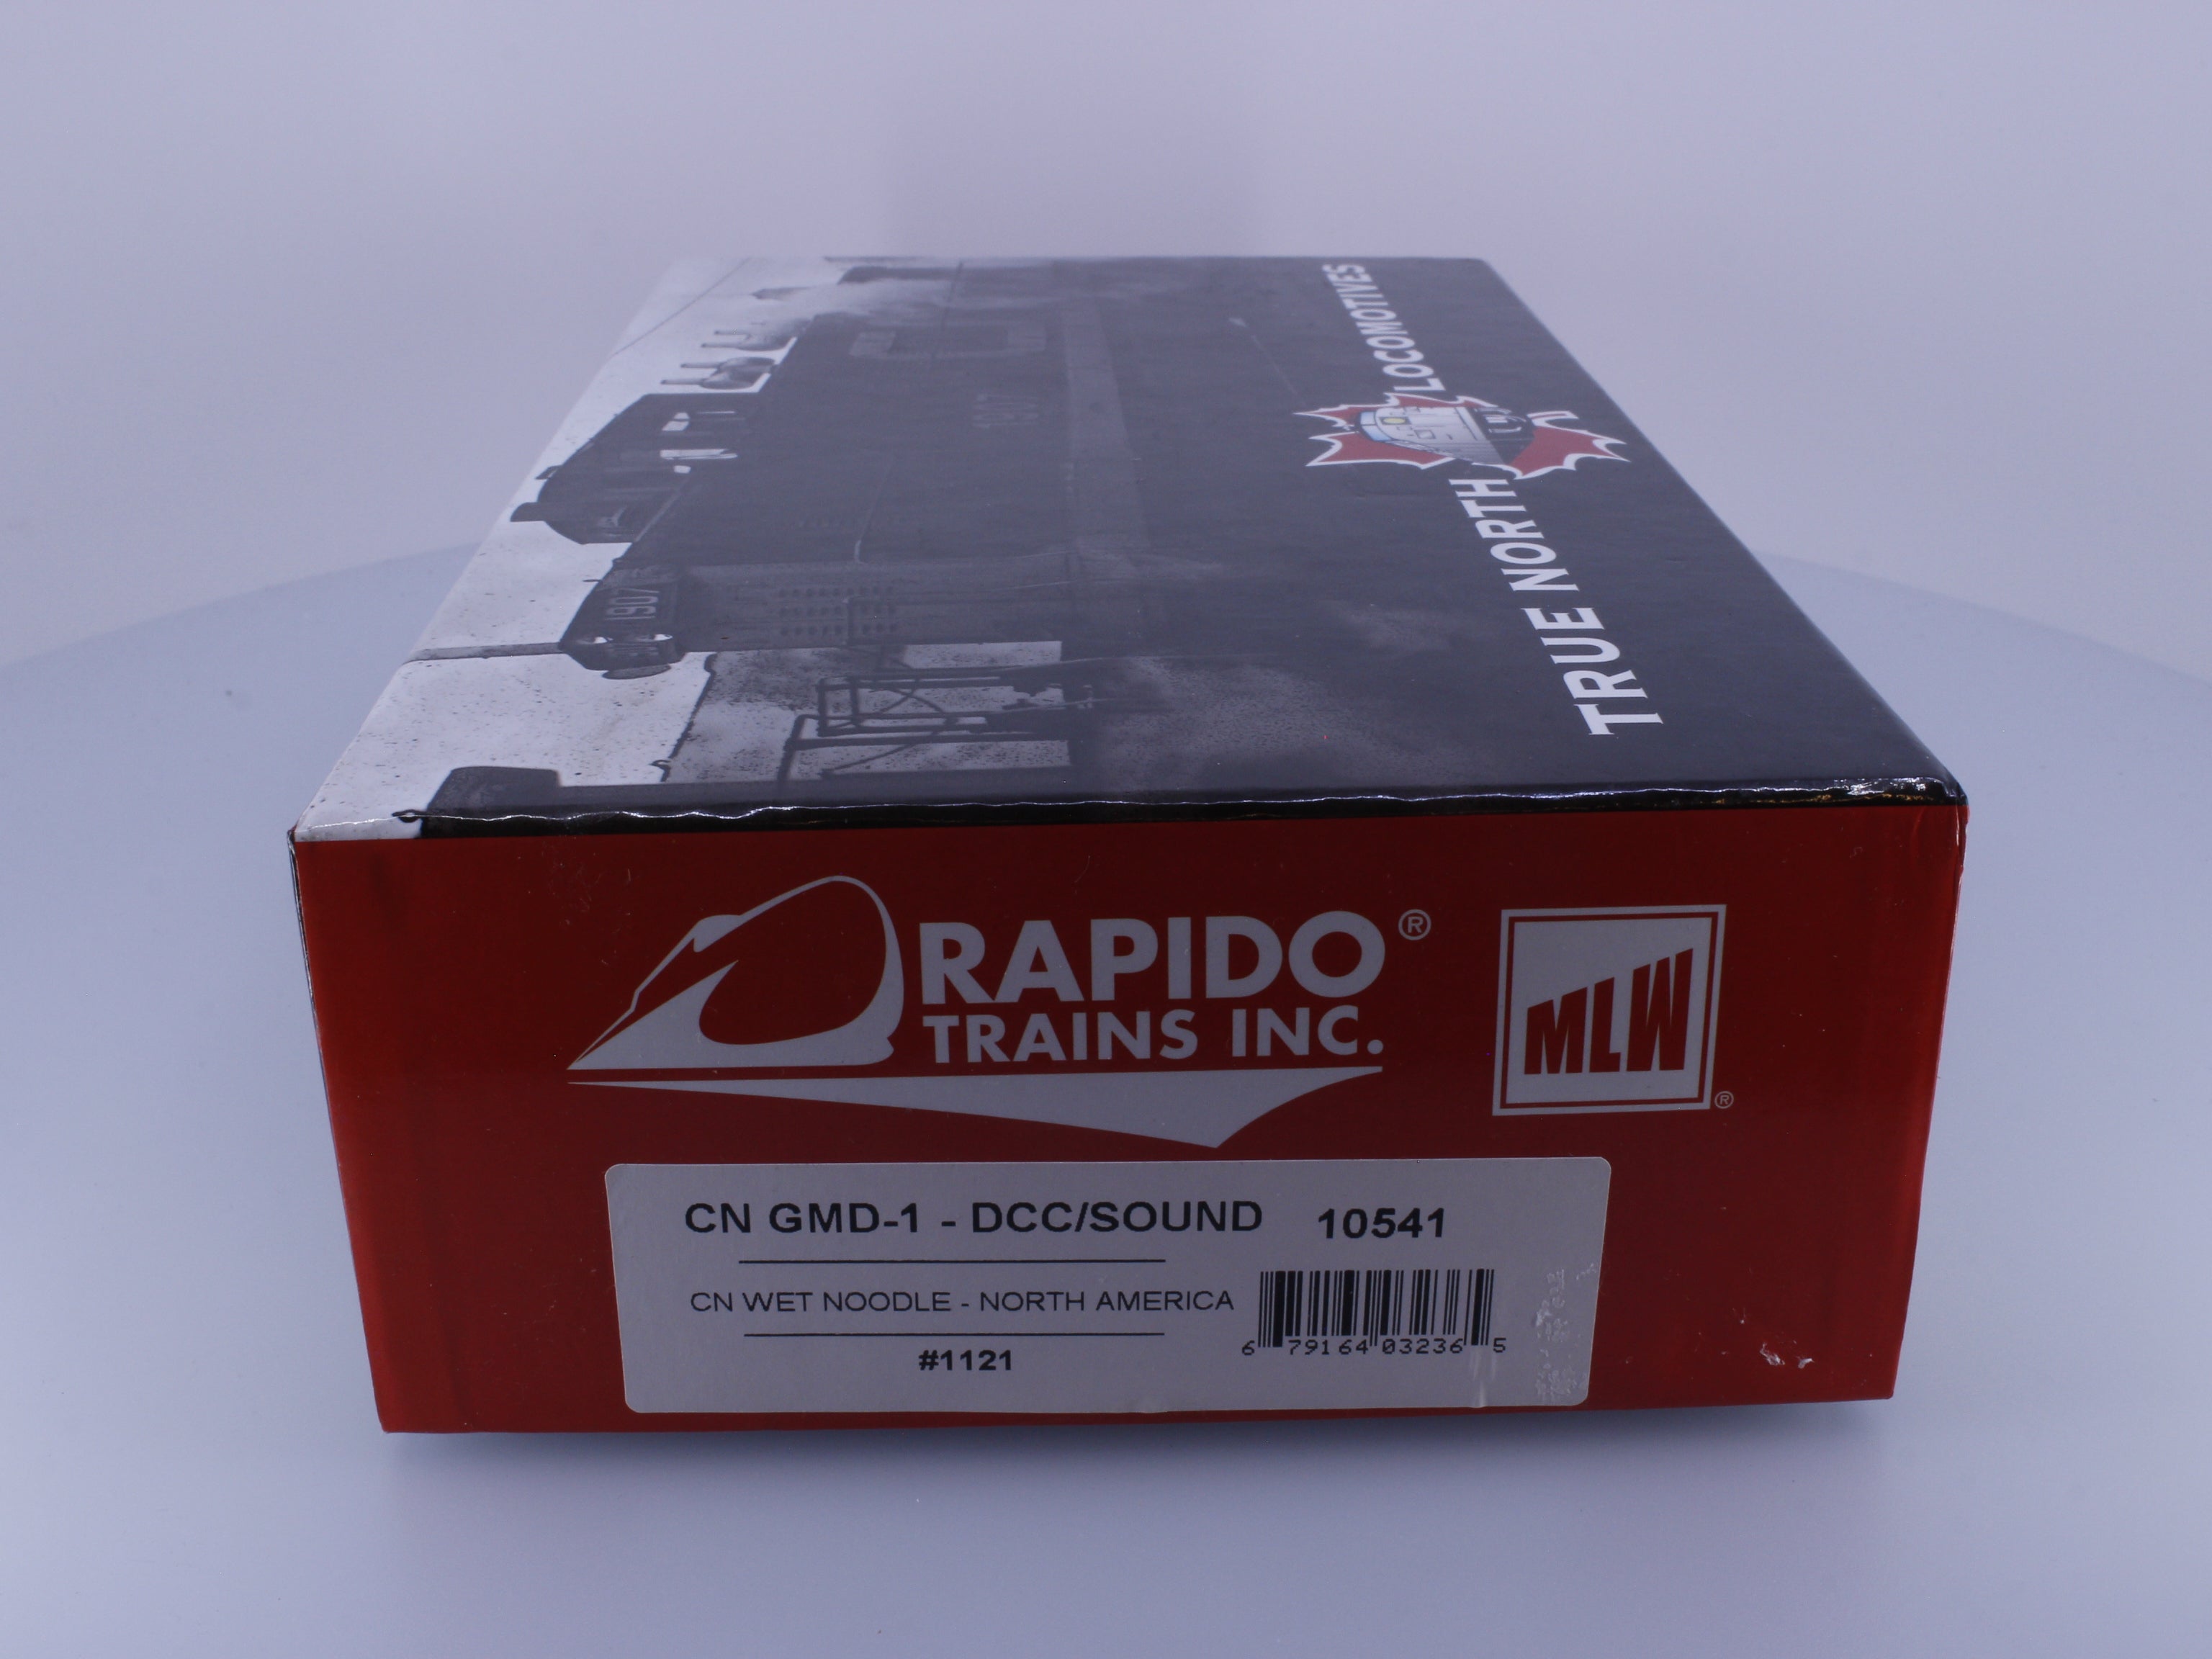 TRUE NORTH LOCOMOTIVES
1907
1907
RAPIDO®
TRAINS INC.
MLW®
CN GMD-1 - DCC/SOUND 10541
CN WET NOODLE - NORTH AMERICA
#1121
6 79164 03236 5